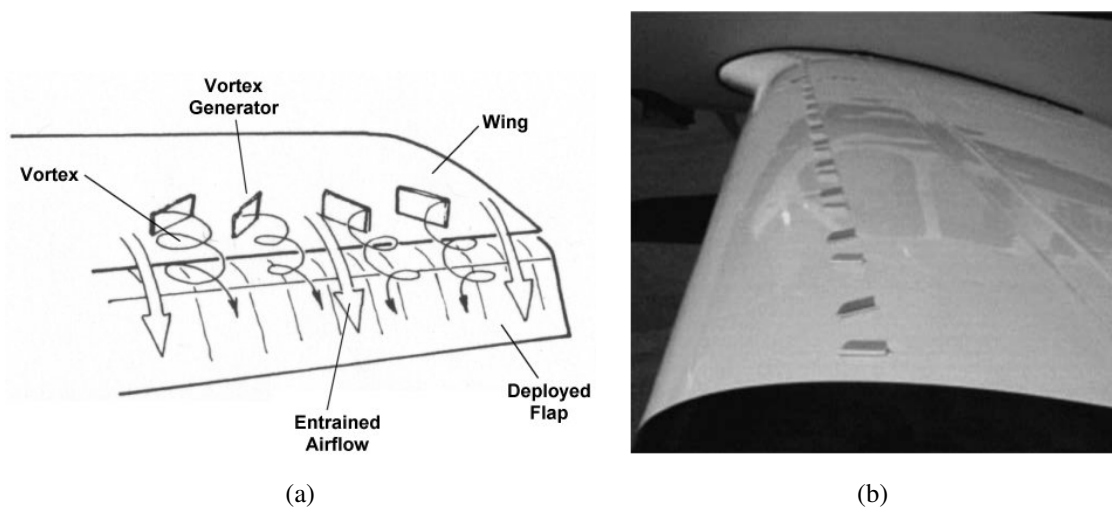 Vortex
Generator
Wing
Vortex
Deployed
Flap
Entrained
Airflow
(a)
(b)